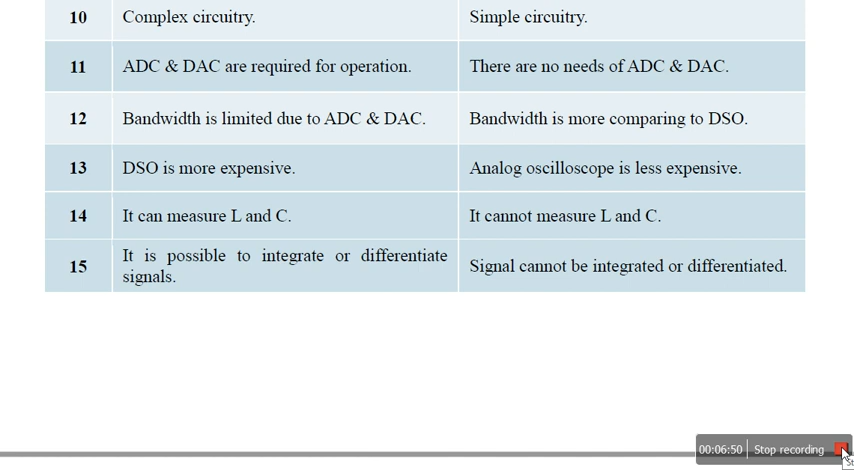 10 Complex circuitry. Simple circuitry.
11 ADC & DAC are required for operation. There are no needs of ADC & DAC.
12 Bandwidth is limited due to ADC & DAC. Bandwidth is more comparing to DSO.
13 DSO is more expensive. Analog oscilloscope is less expensive.
14 It can measure L and C. It cannot measure L and C.
15 It is possible to integrate or differentiate
signals. Signal cannot be integrated or differentiated.
00:06:50 Stop recording
St